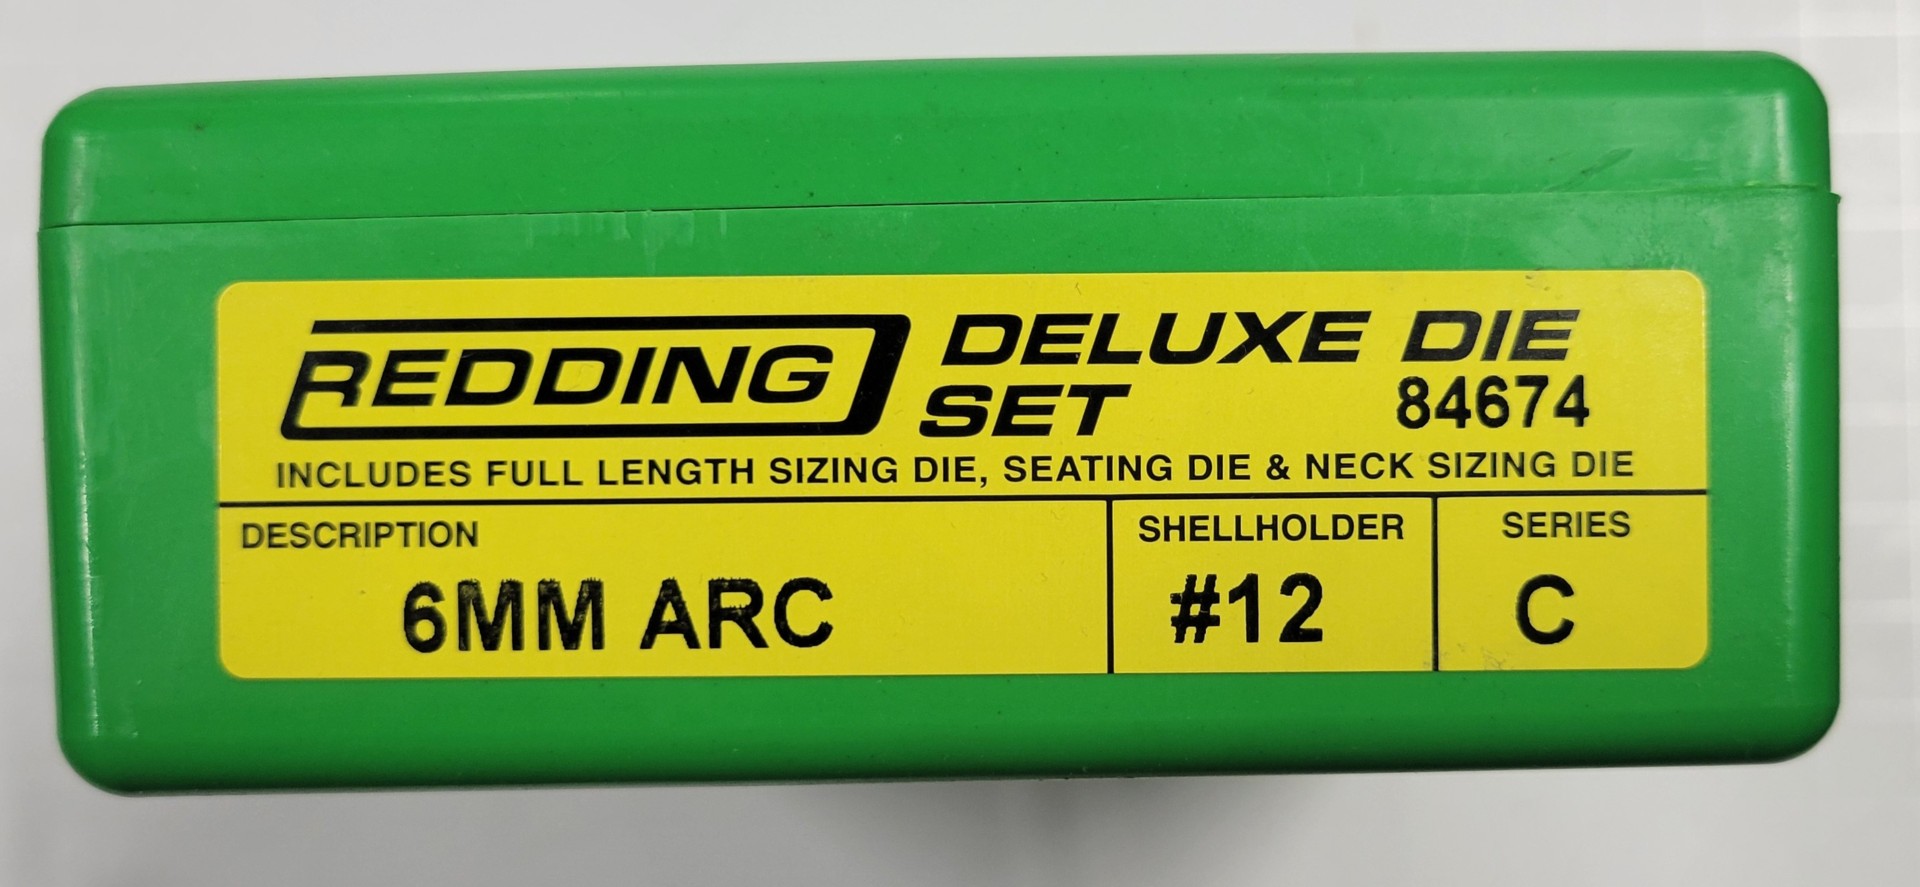 REDDING DELUXE DIE
SET 84674
INCLUDES FULL LENGTH SIZING DIE, SEATING DIE & NECK SIZING DIE
DESCRIPTION SHELLHOLDER SERIES
6MM ARC #12 C